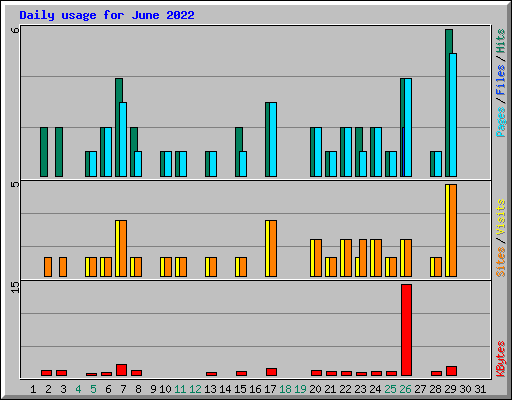 Daily usage for June 2022
6
Pages / Files / Hits
5
Sites / Visits
15
KBytes
1 2 3 4 5 6 7 8 9 10 11 12 13 14 15 16 17 18 19 20 21 22 23 24 25 26 27 28 29 30 31